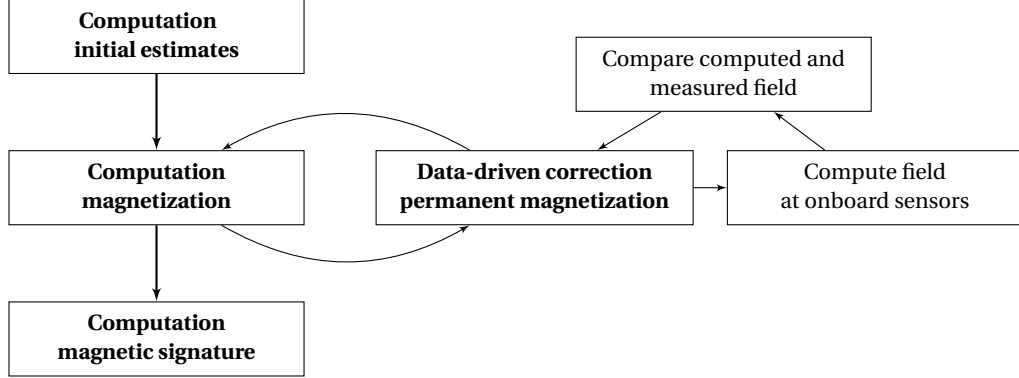 Computation
initial estimates
Compare computed and
measured field
Computation
magnetization
Data-driven correction
permanent magnetization
Compute field
at onboard sensors
Computation
magnetic signature